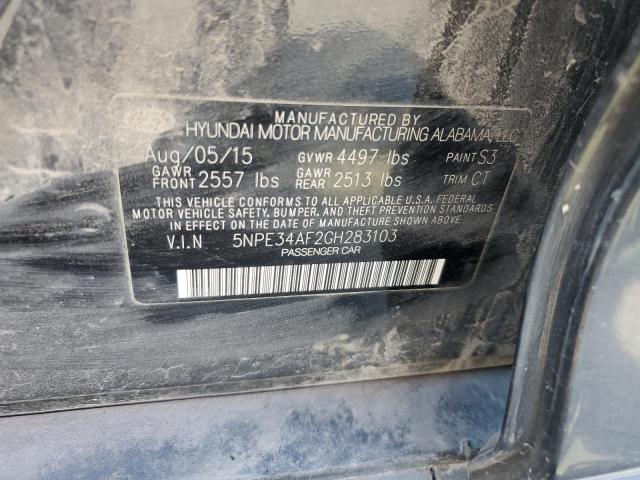 MANUFACTURED BY
HYUNDAI MOTOR MANUFACTURING ALABAMA, LLC
Aug/05/15 GVWR 4497 lbs PAINT S3
GAWR FRONT 2557 lbs GAWR REAR 2513 lbs TRIM CT
THIS VEHICLE CONFORMS TO ALL APPLICABLE U.S.A. FEDERAL
MOTOR VEHICLE SAFETY, BUMPER, AND THEFT PREVENTION STANDARDS
IN EFFECT ON THE DATE OF MANUFACTURE SHOWN ABOVE.
V.I.N 5NPE34AF2GH283103
PASSENGER CAR